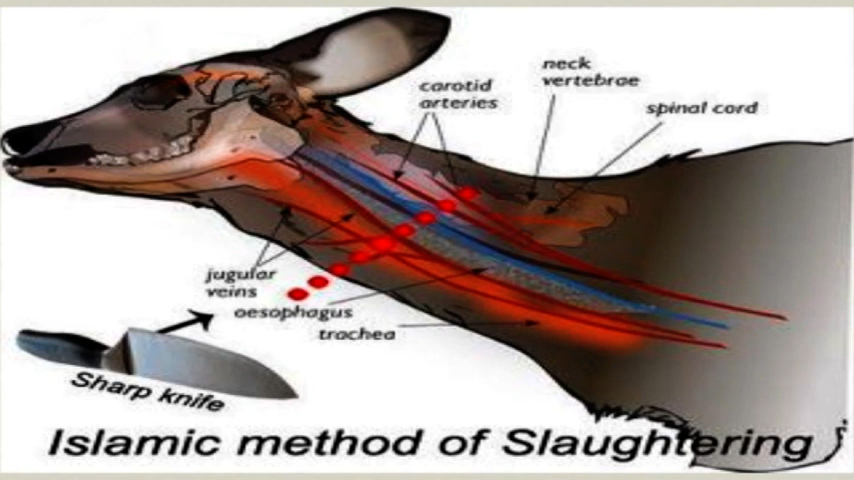 neck
vertebrae
carotid
arteries
spinal cord
jugular
veins
oesophagus
trachea
Sharp knife
Islamic method of Slaughtering